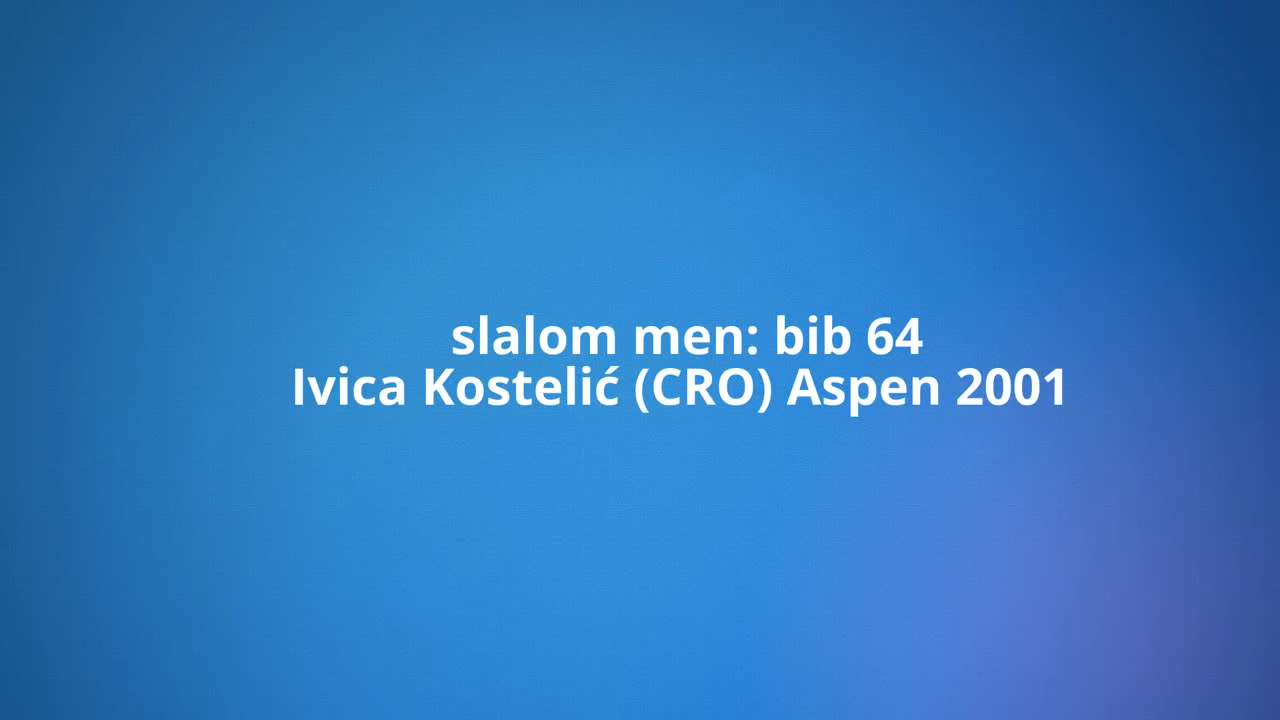 slalom men: bib 64
Ivica Kostelić (CRO) Aspen 2001